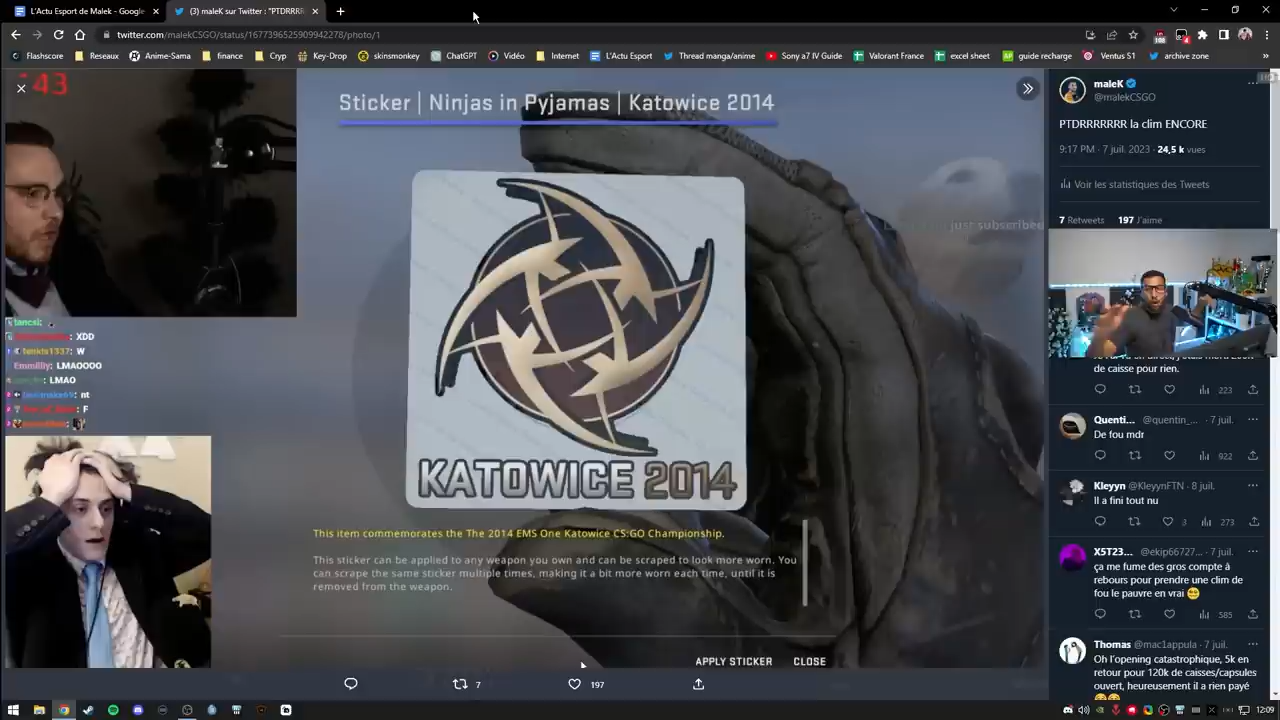 L'Actu Esport de Malek - Google
(3) maleK sur Twitter : "PTDRRRR
twitter.com/malekCSGO/status/1677396525909942278/photo/1
Flashscore
Reseaux
Anime-Sama
finance
Cryp
Key-Drop
skinsmonkey
ChatGPT
Vidéo
Internet
L'Actu Esport
Thread manga/anime
Sony a7 IV Guide
Valorant France
excel sheet
guide recharge
Ventus S1
archive zone
43
Sticker | Ninjas in Pyjamas | Katowice 2014
just subscribed
KATOWICE 2014
tancsi:
XDD
tenkis1337: W
Emmilliy: LMAOOOO
LMAO
nt
F
This item commemorates the The 2014 EMS One Katowice CS:GO Championship.
This sticker can be applied to any weapon you own and can be scraped to look more worn. You
can scrape the same sticker multiple times, making it a bit more worn each time, until it is
removed from the weapon.
APPLY STICKER CLOSE
7
197
maleK
@malekCSGO
PTDRRRRRRR la clim ENCORE
9:17 PM · 7 juil. 2023 · 24,5 k vues
Voir les statistiques des Tweets
7 Retweets 197 J'aime
de caisse pour rien.
223
Quenti... @quentin_... · 7 juil.
De fou mdr
922
Kleyyn @KleyynFTN · 8 juil.
Il a fini tout nu
3 273
X5T23... @ekip66727... · 7 juil.
ça me fume des gros compte à
rebours pour prendre une clim de
fou le pauvre en vrai
585
Thomas @mac1appula · 7 juil.
Oh l'opening catastrophique, 5k en
retour pour 120k de caisses/capsules
ouvert, heureusement il a rien payé
12:09